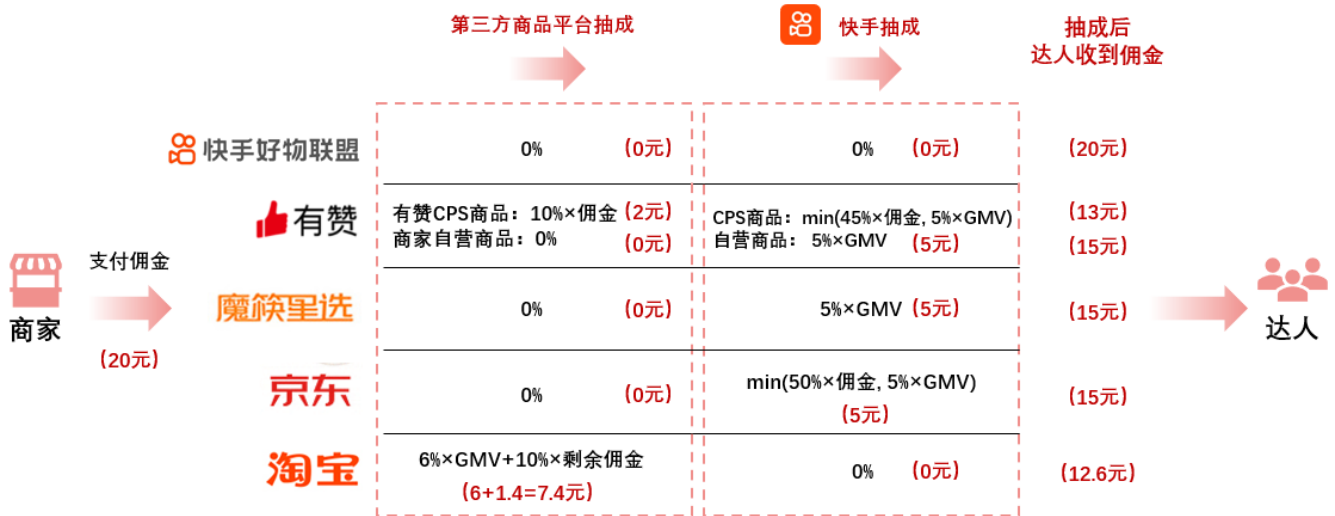 第三方商品平台抽成
快手抽成
抽成后
达人收到佣金
快手好物联盟
0% (0元)
0% (0元)
(20元)
有赞
有赞CPS商品：10%×佣金 (2元)
商家自营商品：0% (0元)
CPS商品：min(45%×佣金, 5%×GMV)
自营商品： 5%×GMV (5元)
(13元)
(15元)
商家
支付佣金
(20元)
魔筷星选
0% (0元)
5%×GMV (5元)
(15元)
达人
京东
0% (0元)
min(50%×佣金, 5%×GMV)
(5元)
(15元)
淘宝
6%×GMV+10%×剩余佣金
(6+1.4=7.4元)
0% (0元)
(12.6元)